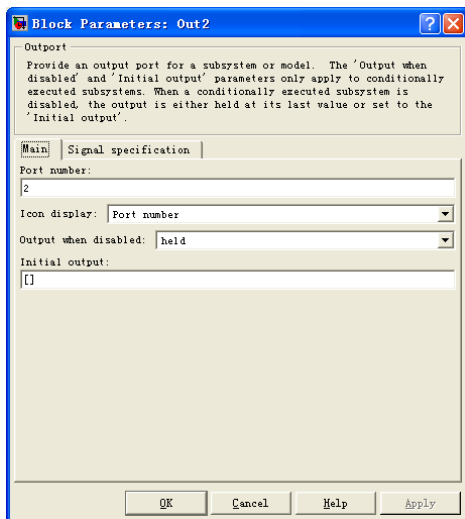 Block Parameters: Out2
Outport
Provide an output port for a subsystem or model. The 'Output when
disabled' and 'Initial output' parameters only apply to conditionally
executed subsystems. When a conditionally executed subsystem is
disabled, the output is either held at its last value or set to the
'Initial output'.
Main Signal specification
Port number:
2
Icon display: Port number
Output when disabled: held
Initial output:
[]
OK Cancel Help Apply